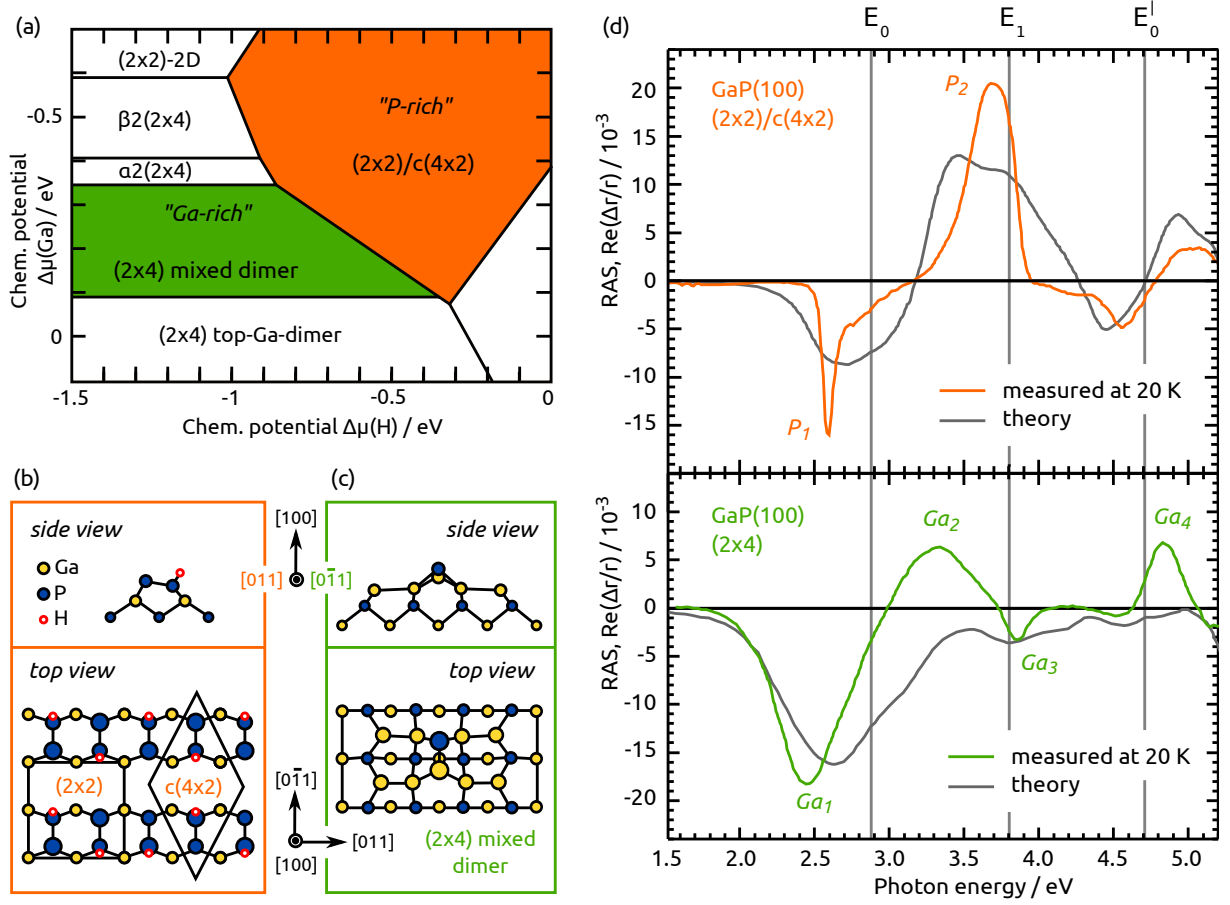 (a)
Chem. potential
Δμ(Ga) / eV
-0.5
0
(2x2)-2D
β2(2x4)
α2(2x4)
"P-rich"
(2x2)/c(4x2)
"Ga-rich"
(2x4) mixed dimer
(2x4) top-Ga-dimer
-1.5
-1
-0.5
0
Chem. potential Δμ(H) / eV
(b)
side view
Ga
P
H
top view
(2x2)
c(4x2)
[100]
[011]
[01̅1]
[01̅1]
[011]
[100]
(c)
side view
top view
(2x4) mixed
dimer
(d)
E0
E1
E0|
RAS, Re(Δr/r) / 10-3
20
15
10
5
0
-5
-10
-15
GaP(100)
(2x2)/c(4x2)
P2
P1
measured at 20 K
theory
RAS, Re(Δr/r) / 10-3
10
5
0
-5
-10
-15
-20
GaP(100)
(2x4)
Ga2
Ga4
Ga3
Ga1
measured at 20 K
theory
1.5
2.0
2.5
3.0
3.5
4.0
4.5
5.0
Photon energy / eV